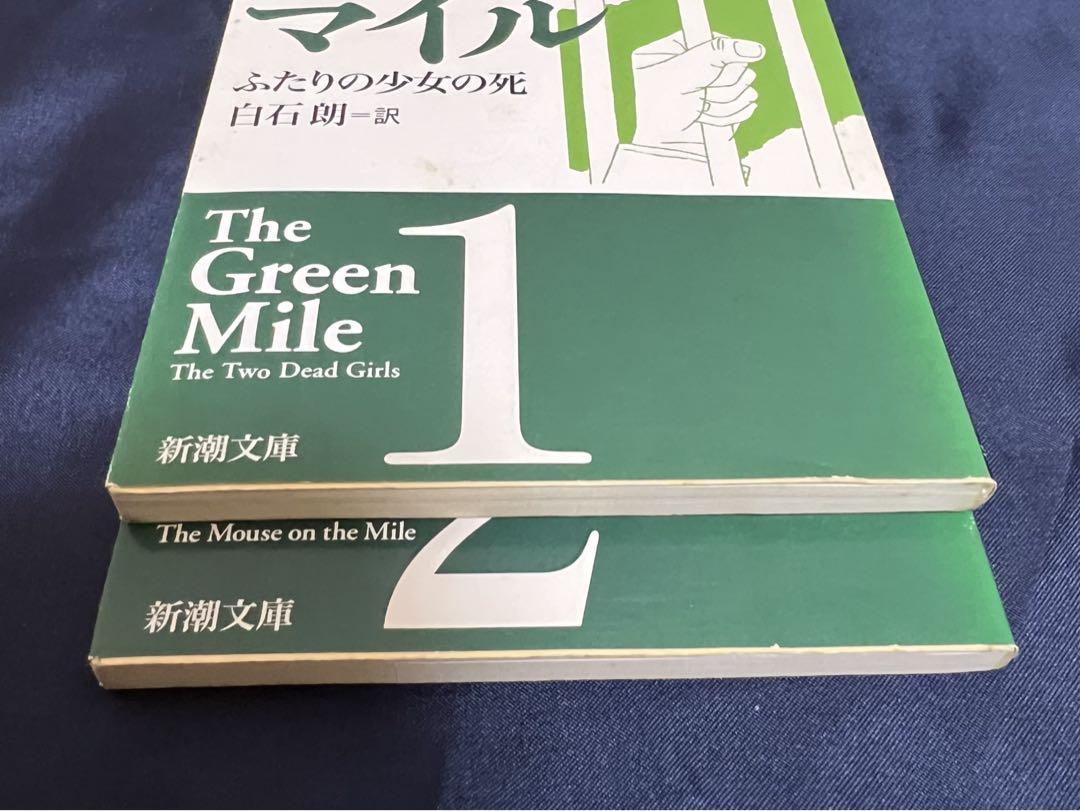 マイル
ふたりの少女の死
白石 朗=訳
The
Green
Mile
The Two Dead Girls
1
新潮文庫
The Mouse on the Mile
2
新潮文庫